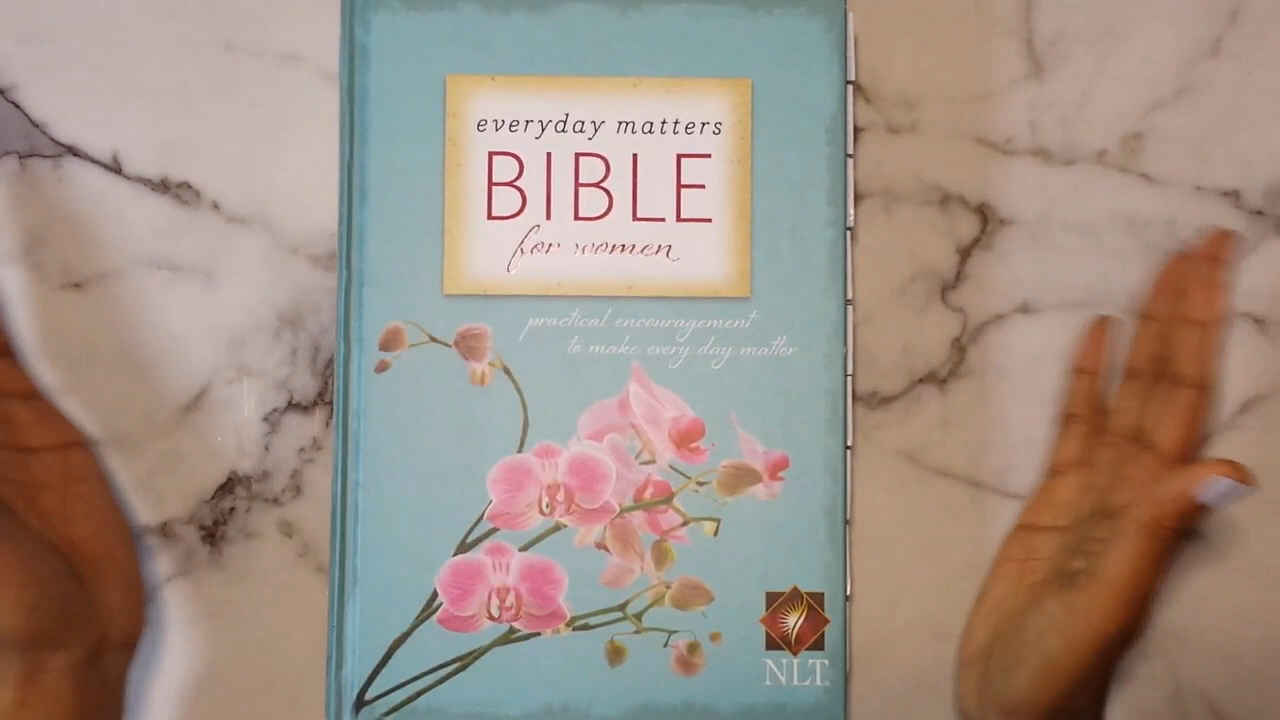 everyday matters
BIBLE
for women
practical encouragement
to make every day matter
NLT